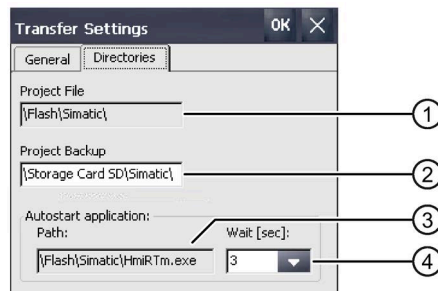 Transfer Settings OK
General Directories
Project File
\Flash\Simatic\
1
Project Backup
\Storage Card SD\Simatic\
2
Autostart application:
3
Path: Wait [sec]:
\Flash\Simatic\HmiRTm.exe 3
4